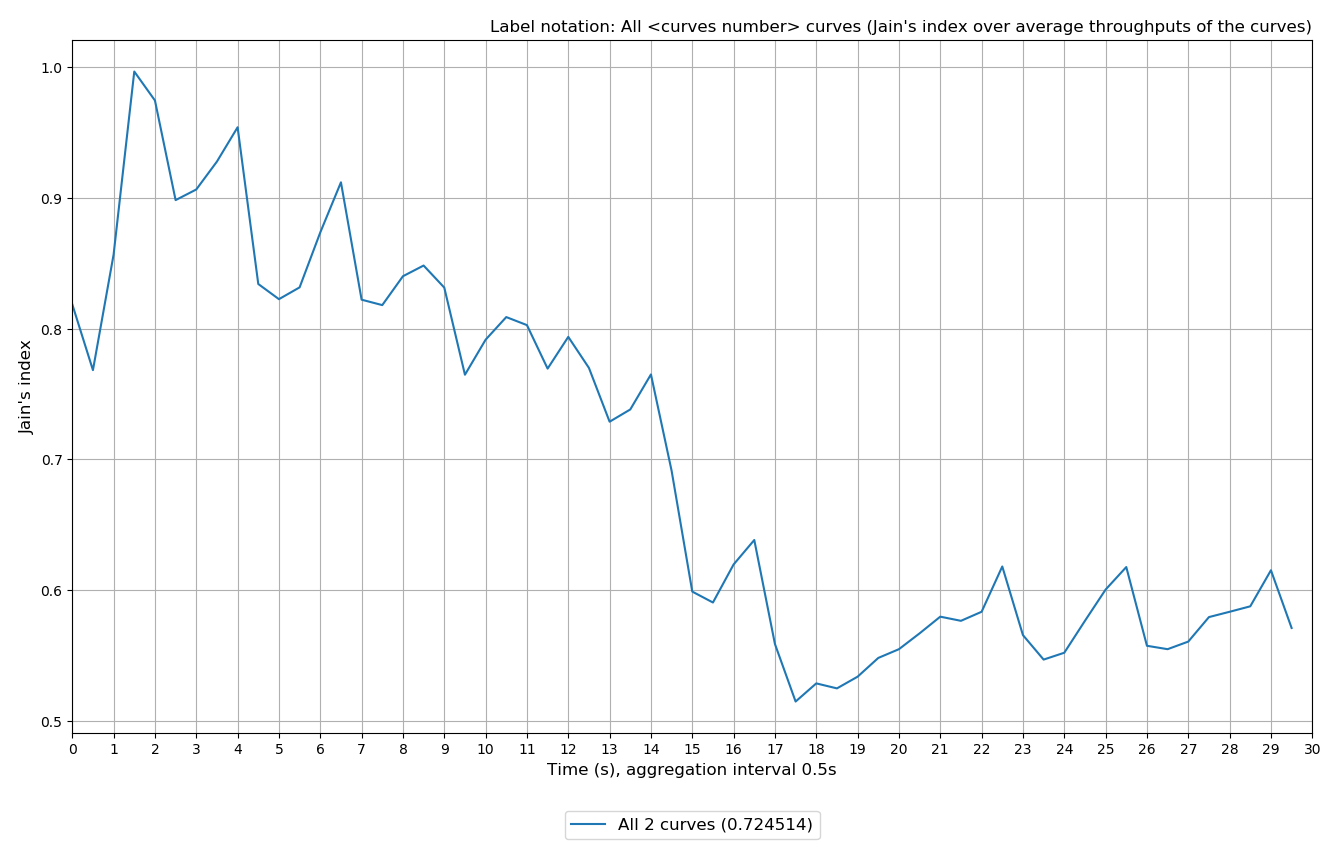 Label notation: All <curves number> curves (Jain's index over average throughputs of the curves)
1.0
0.9
0.8
0.7
0.6
0.5
Jain's index
0 1 2 3 4 5 6 7 8 9 10 11 12 13 14 15 16 17 18 19 20 21 22 23 24 25 26 27 28 29 30
Time (s), aggregation interval 0.5s
All 2 curves (0.724514)